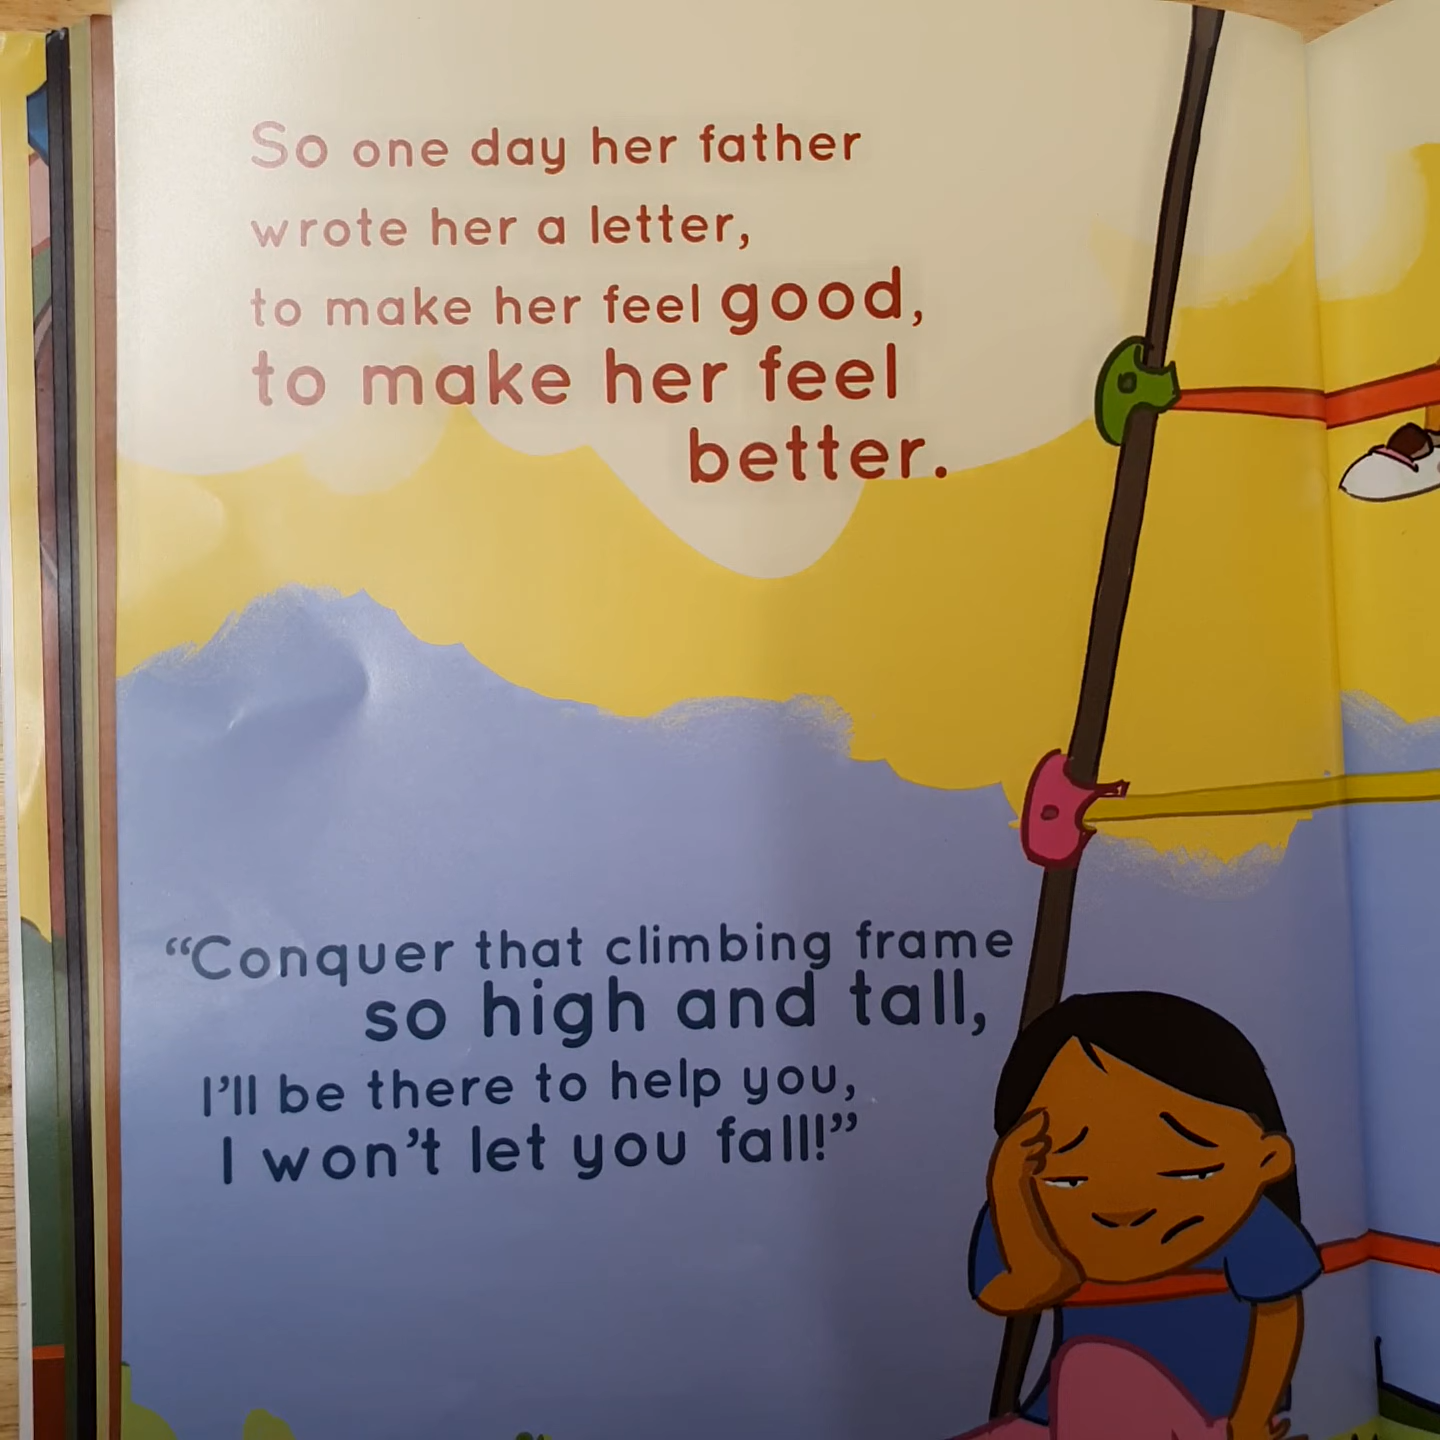 So one day her father
wrote her a letter,
to make her feel good,
to make her feel
better.
“Conquer that climbing frame
so high and tall,
I’ll be there to help you,
I won’t let you fall!”